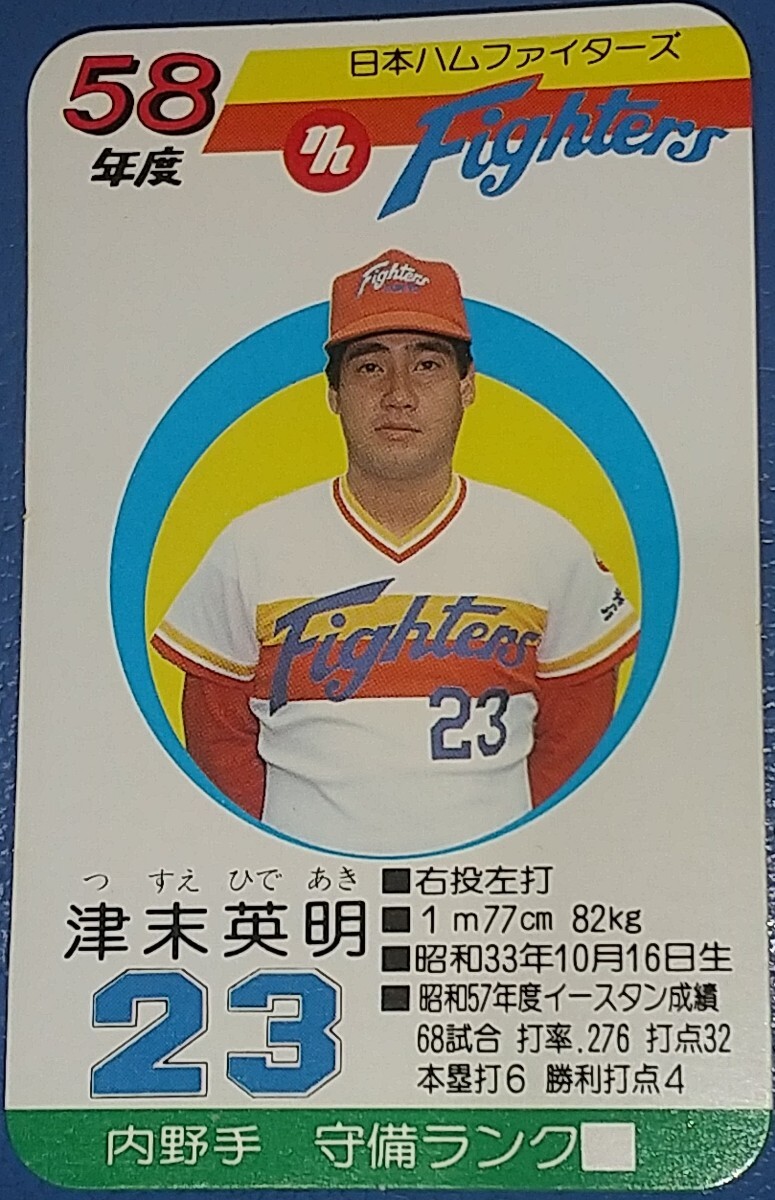 58
年度
日本ハムファイターズ
nh
Fighters
Fighters
Fighters
23
つ すえ ひで あき
津末英明
23
■右投左打
■1m77cm 82kg
■昭和33年10月16日生
■昭和57年度イースタン成績
68試合 打率.276 打点32
本塁打6 勝利打点4
内野手 守備ランク□